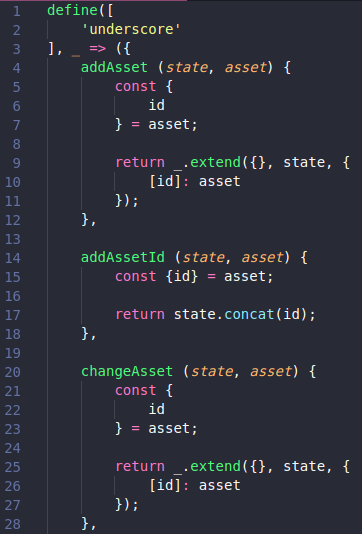 1 define([
2     'underscore'
3 ], _ => ({
4     addAsset (state, asset) {
5         const {
6             id
7         } = asset;
8
9         return _.extend({}, state, {
10             [id]: asset
11         });
12     },
13
14     addAssetId (state, asset) {
15         const {id} = asset;
16
17         return state.concat(id);
18     },
19
20     changeAsset (state, asset) {
21         const {
22             id
23         } = asset;
24
25         return _.extend({}, state, {
26             [id]: asset
27         });
28     },